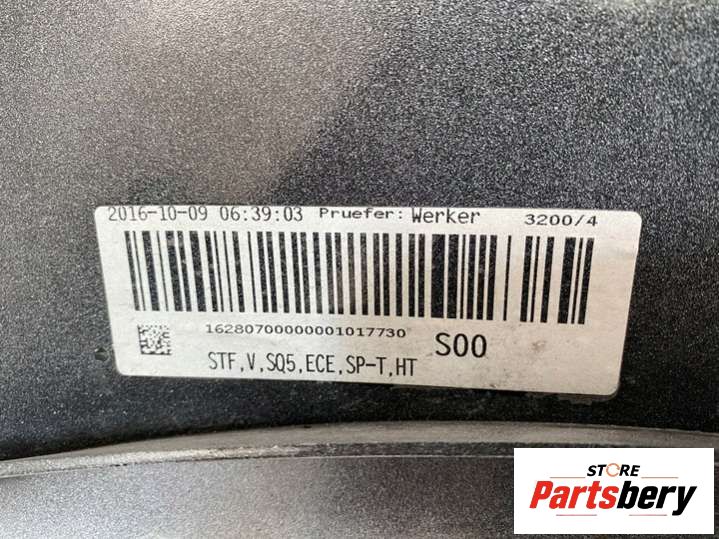 2016-10-09 06:39:03 Pruefer: Werker 3200/4
16280700000001017730 S00
STF,V,SQ5,ECE,SP-T,HT
STORE
Partsbery